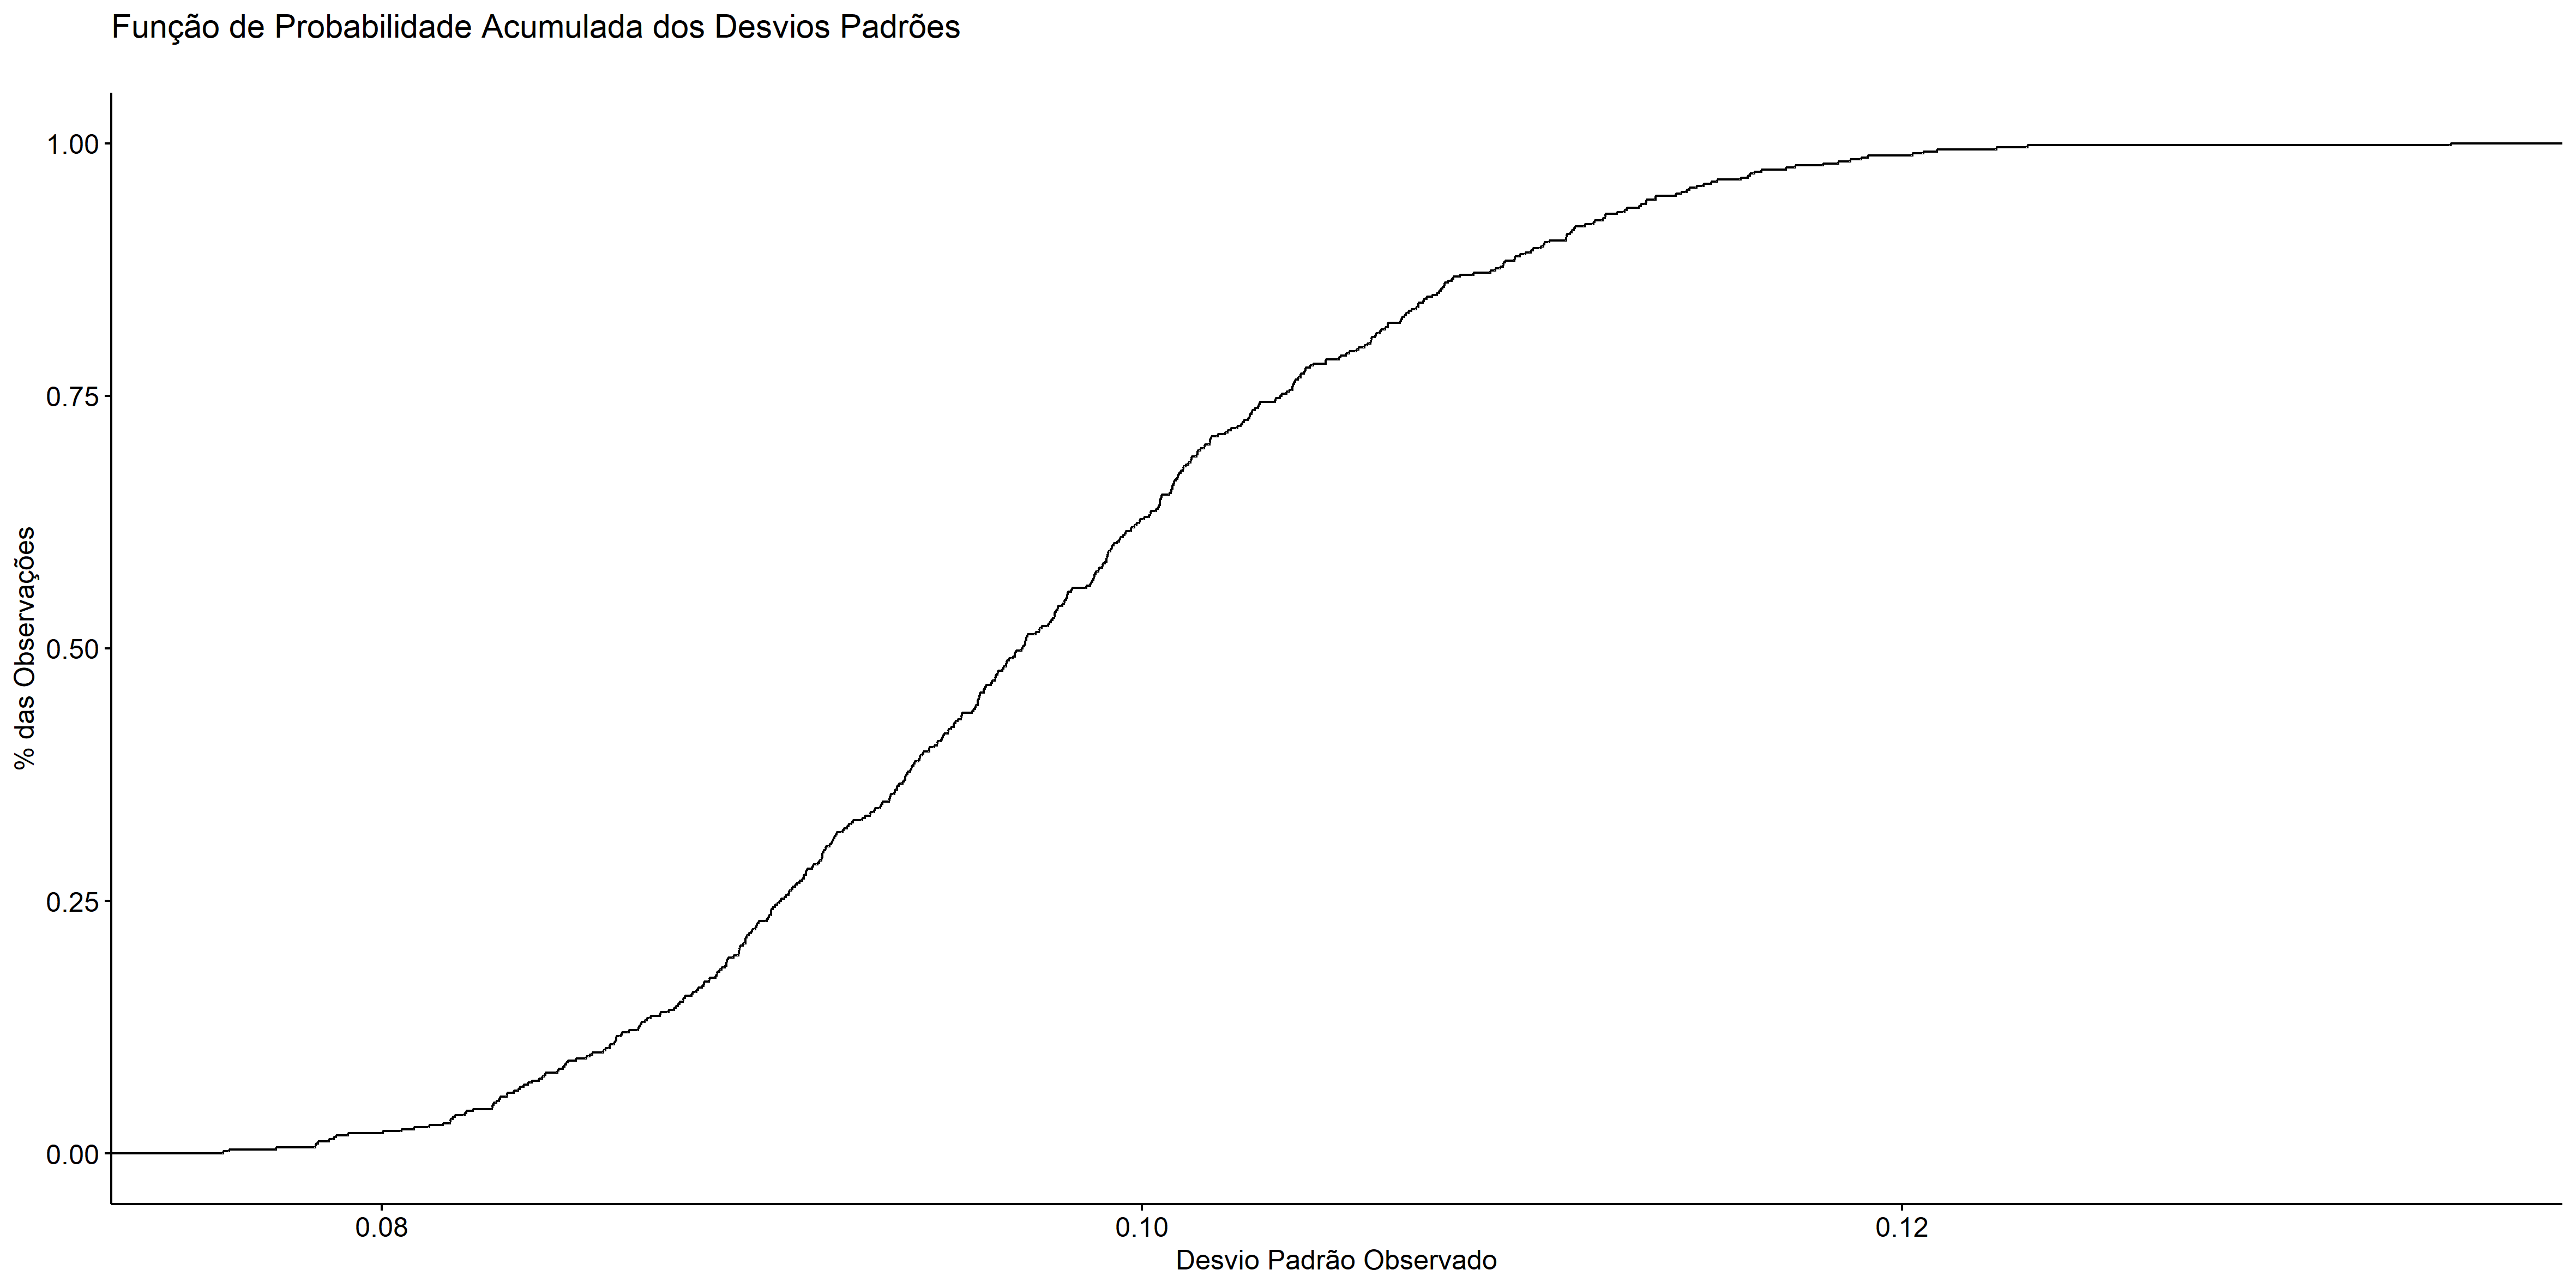 Função de Probabilidade Acumulada dos Desvios Padrões
1.00
0.75
0.50
0.25
0.00
% das Observações
0.08
0.10
0.12
Desvio Padrão Observado